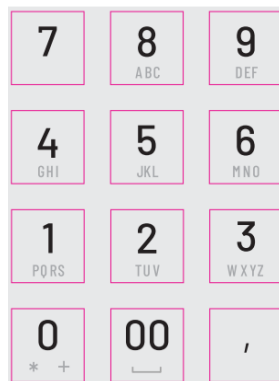 7 8 9
ABC DEF
4 5 6
GHI JKL MNO
1 2 3
PQRS TUV WXYZ
0 00 ,
* +